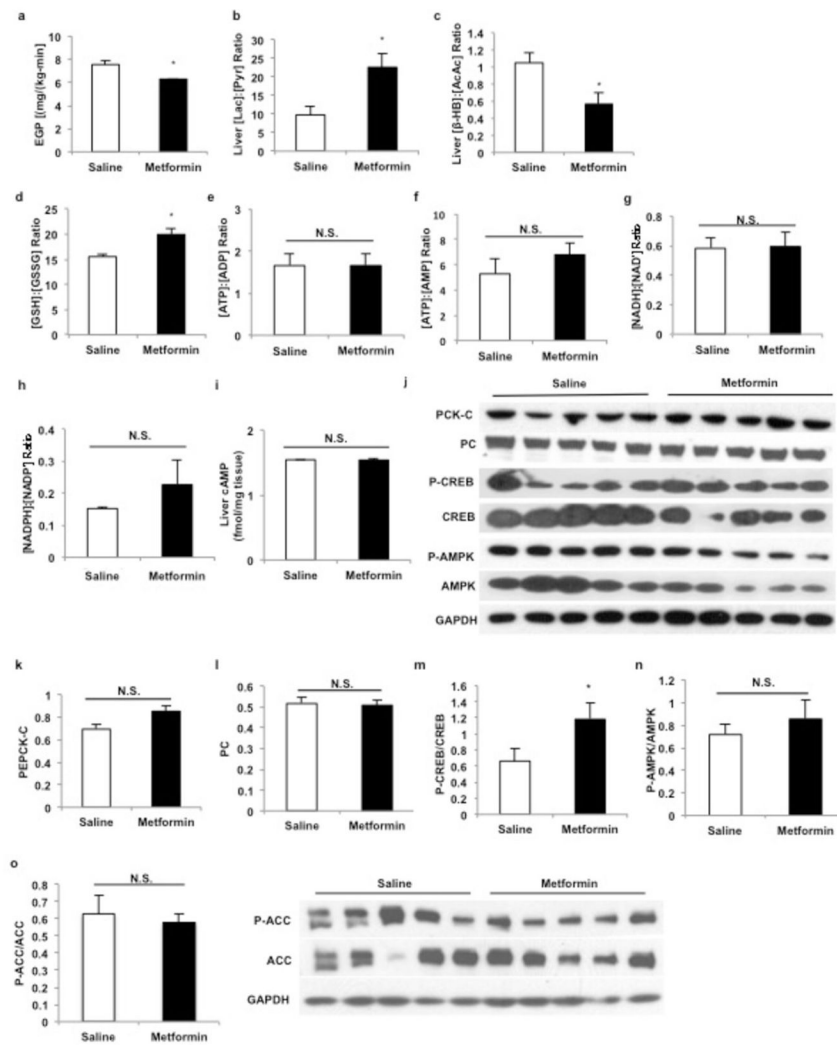 a
EGP [(mg/(kg-min]
10
8
6
4
2
0
*
Saline Metformin
b
Liver [Lac]:[Pyr] Ratio
30
25
20
15
10
5
0
*
Saline Metformin
c
Liver [β-HB]:[AcAc] Ratio
1.4
1.2
1
0.8
0.6
0.4
0.2
0
*
Saline Metformin
d
[GSH]:[GSSG] Ratio
25
20
15
10
5
0
*
Saline Metformin
e
[ATP]:[ADP] Ratio
3
2
1
0
N.S.
Saline Metformin
f
[ATP]:[AMP] Ratio
10
8
6
4
2
0
N.S.
Saline Metformin
g
[NADH]:[NAD⁺] Ratio
0.8
0.6
0.4
0.2
0
N.S.
Saline Metformin
h
[NADPH]:[NADP⁺] Ratio
0.4
0.3
0.2
0.1
0
N.S.
Saline Metformin
i
Liver cAMP
(fmol/mg tissue)
2
1
0
N.S.
Saline Metformin
j
Saline Metformin
PCK-C
PC
P-CREB
CREB
P-AMPK
AMPK
GAPDH
k
PEPCK-C
1
0.8
0.6
0.4
0.2
0
N.S.
Saline Metformin
l
PC
0.6
0.5
0.4
0.3
0.2
0.1
0
N.S.
Saline Metformin
m
P-CREB/CREB
1.6
1.4
1.2
1
0.8
0.6
0.4
0.2
0
*
Saline Metformin
n
P-AMPK/AMPK
1.2
1
0.8
0.6
0.4
0.2
0
N.S.
Saline Metformin
o
P-ACC/ACC
0.8
0.7
0.6
0.5
0.4
0.3
0.2
0.1
0
N.S.
Saline Metformin
Saline Metformin
P-ACC
ACC
GAPDH